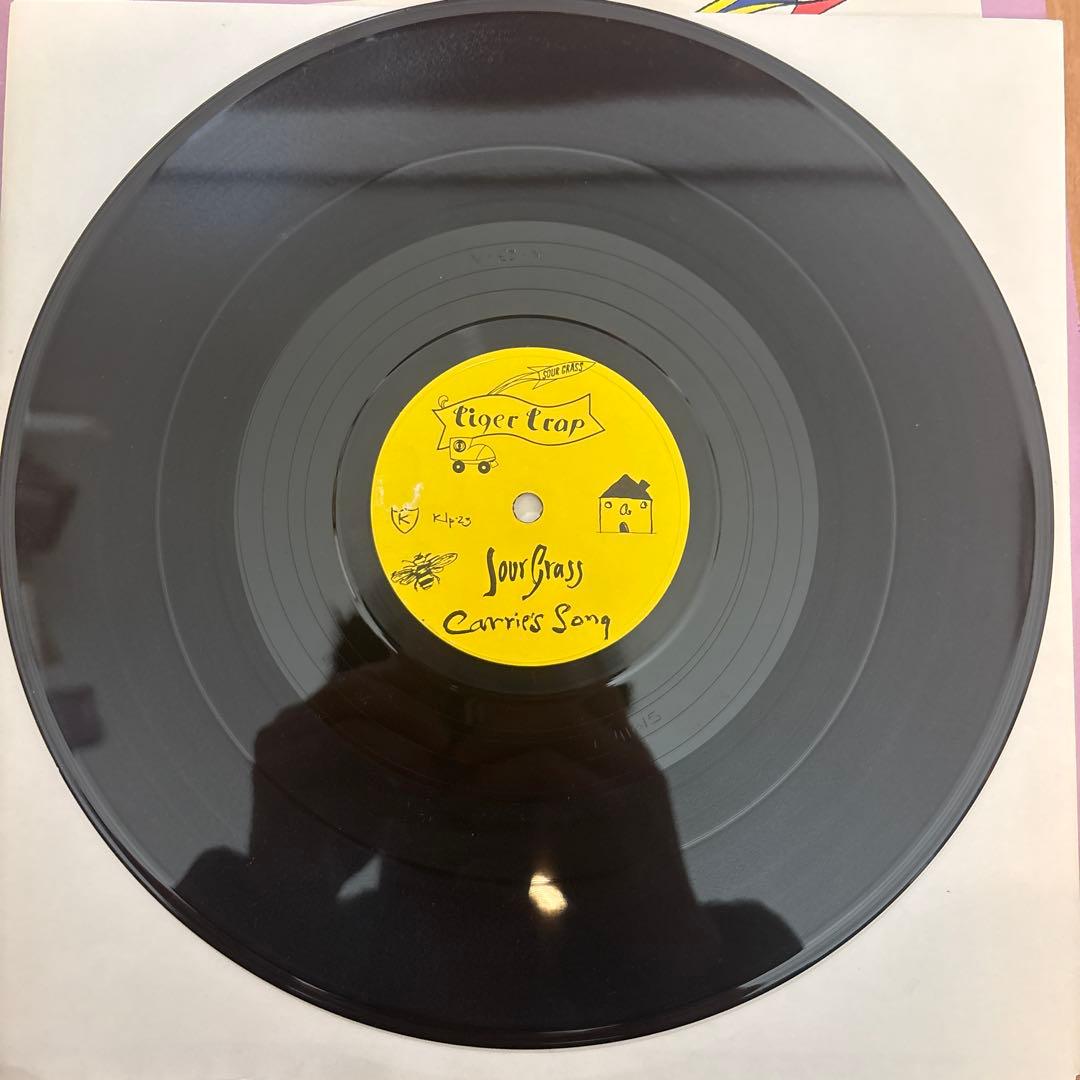 SOUR GRASS
tiger trap
K
Klp23
a
Sour Grass
Carrie's Song